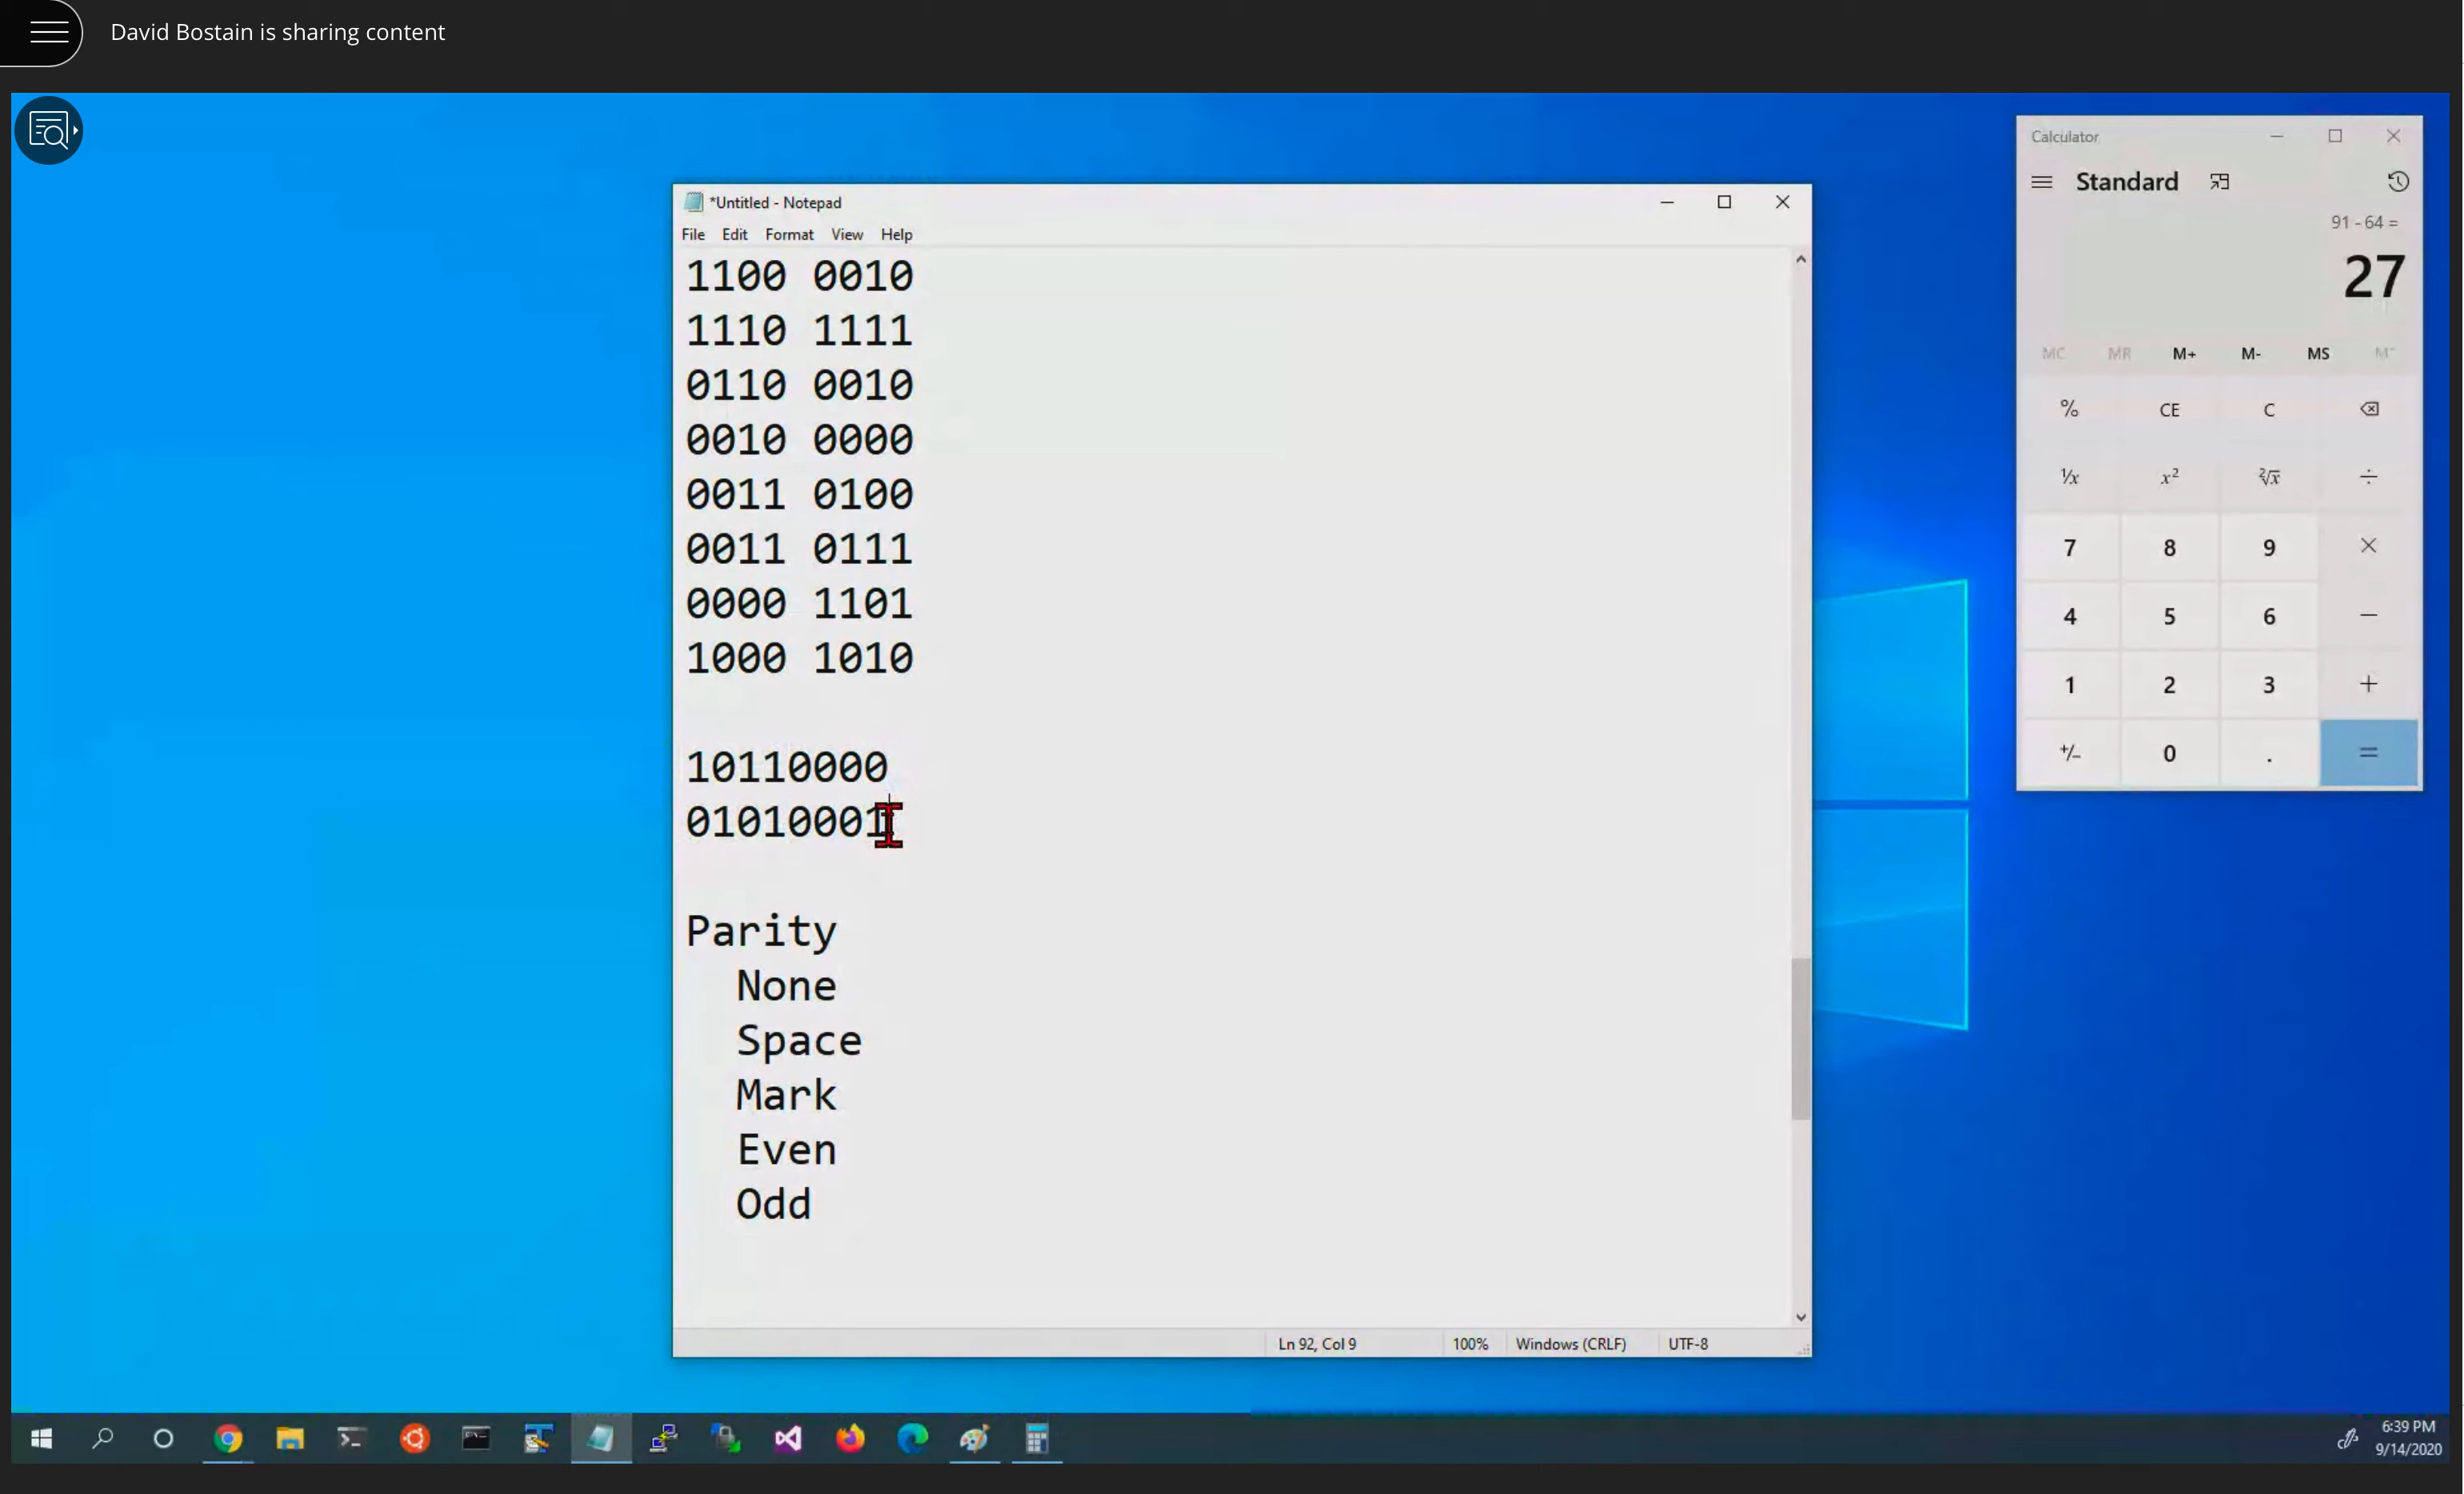 David Bostain is sharing content
*Untitled - Notepad
File Edit Format View Help
1100 0010
1110 1111
0110 0010
0010 0000
0011 0100
0011 0111
0000 1101
1000 1010
10110000
01010001
Parity
None
Space
Mark
Even
Odd
Ln 92, Col 9 100% Windows (CRLF) UTF-8
Calculator
Standard
91 - 64 =
27
MC MR M+ M- MS M
% CE C
1/x x² ²√x ÷
7 8 9 ×
4 5 6 −
1 2 3 +
+/− 0 . =
6:39 PM
9/14/2020